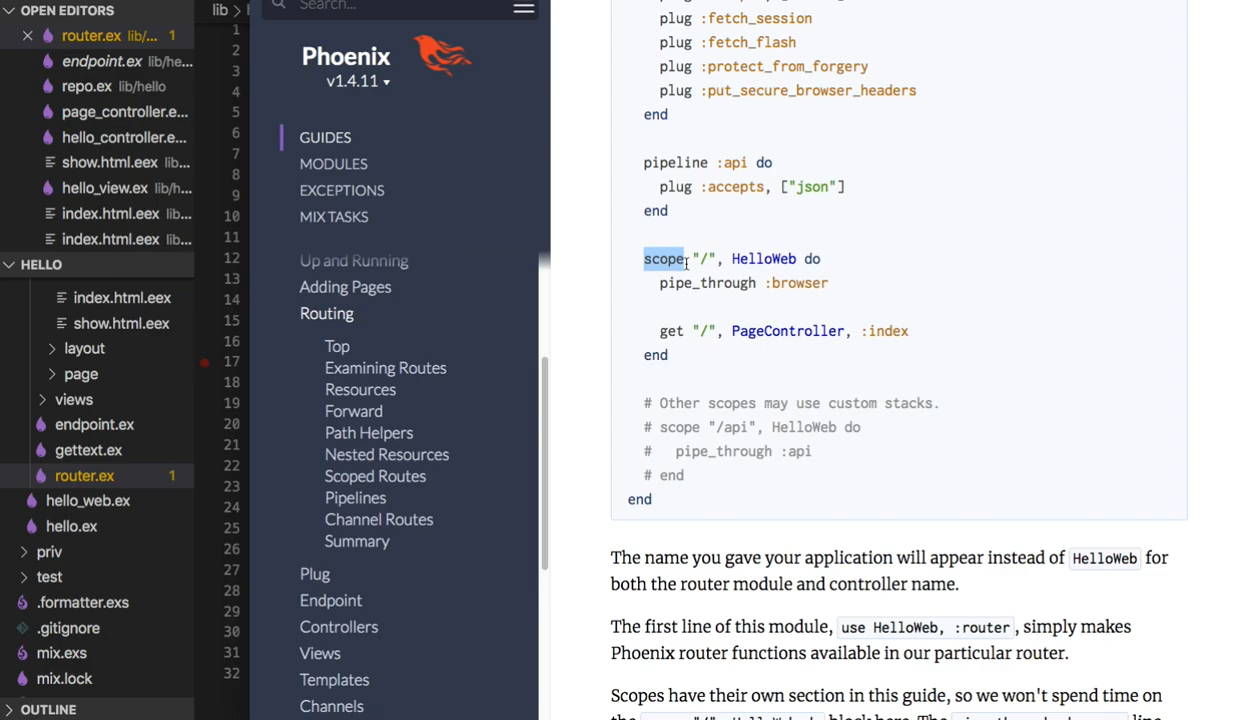 OPEN EDITORS
router.ex lib/... 1
endpoint.ex lib/he...
repo.ex lib/hello
page_controller.e...
hello_controller.e...
show.html.eex lib...
hello_view.ex lib/h...
index.html.eex lib...
index.html.eex lib...
HELLO
index.html.eex
show.html.eex
layout
page
views
endpoint.ex
gettext.ex
router.ex 1
hello_web.ex
hello.ex
priv
test
.formatter.exs
.gitignore
mix.exs
mix.lock
OUTLINE
lib >
1
2
3
4
5
6
7
8
9
10
11
12
13
14
15
16
17
18
19
20
21
22
23
24
25
26
27
28
29
30
31
32
Search...
Phoenix
v1.4.11
GUIDES
MODULES
EXCEPTIONS
MIX TASKS
Up and Running
Adding Pages
Routing
Top
Examining Routes
Resources
Forward
Path Helpers
Nested Resources
Scoped Routes
Pipelines
Channel Routes
Summary
Plug
Endpoint
Controllers
Views
Templates
Channels
plug :fetch_session
plug :fetch_flash
plug :protect_from_forgery
plug :put_secure_browser_headers
end
pipeline :api do
plug :accepts, ["json"]
end
scope "/", HelloWeb do
pipe_through :browser
get "/", PageController, :index
end
# Other scopes may use custom stacks.
# scope "/api", HelloWeb do
#   pipe_through :api
# end
end
The name you gave your application will appear instead of HelloWeb for
both the router module and controller name.
The first line of this module, use HelloWeb, :router, simply makes
Phoenix router functions available in our particular router.
Scopes have their own section in this guide, so we won't spend time on